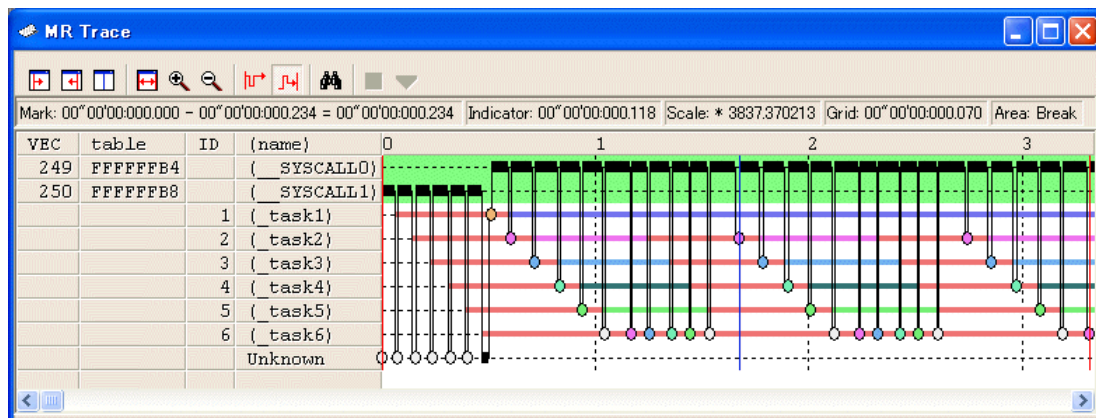 MR Trace
Mark: 00"00'00:000.000 - 00"00'00:000.234 = 00"00'00:000.234 Indicator: 00"00'00:000.118 Scale: * 3837.370213 Grid: 00"00'00:000.070 Area: Break
VEC table ID (name) 0 1 2 3
249 FFFFFFB4 (__SYSCALL0)
250 FFFFFFB8 (__SYSCALL1)
1 (_task1)
2 (_task2)
3 (_task3)
4 (_task4)
5 (_task5)
6 (_task6)
Unknown